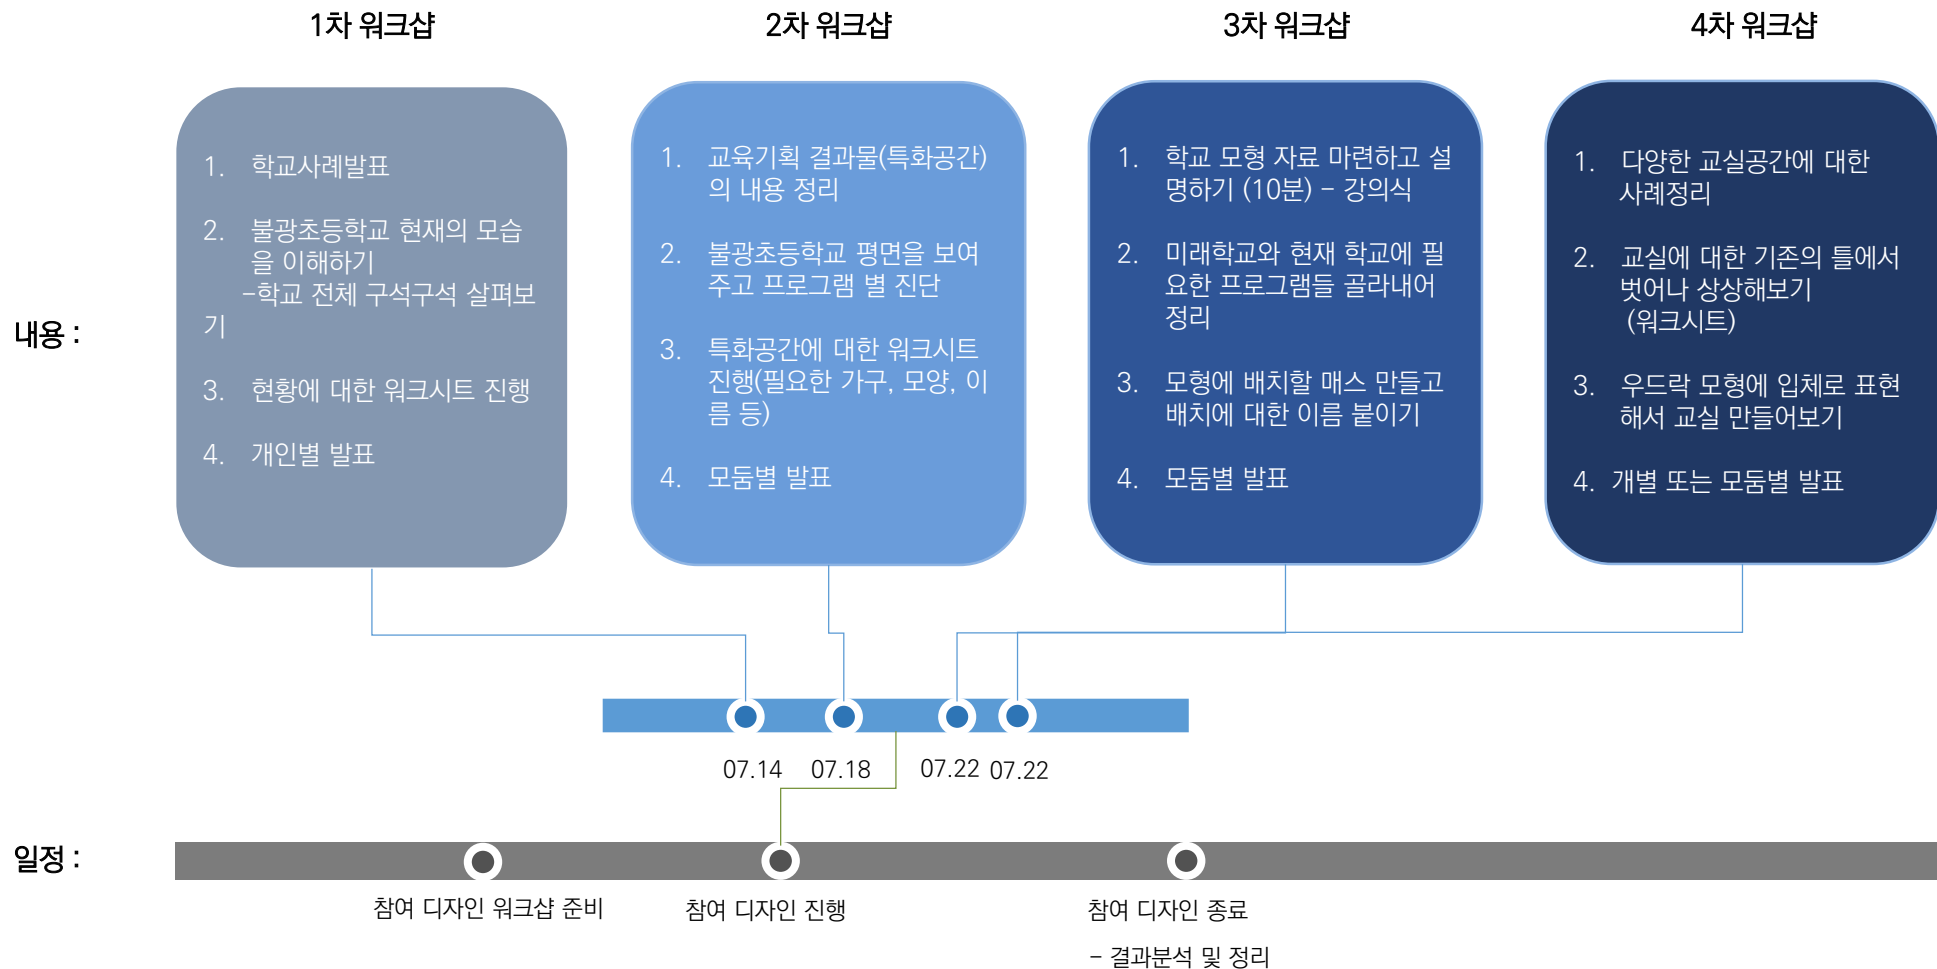 1차 워크샵
2차 워크샵
3차 워크샵
4차 워크샵
내용 :
1. 학교사례발표
2. 불광초등학교 현재의 모습
을 이해하기
-학교 전체 구석구석 살펴보
기
3. 현황에 대한 워크시트 진행
4. 개인별 발표
1. 교육기획 결과물(특화공간)
의 내용 정리
2. 불광초등학교 평면을 보여
주고 프로그램 별 진단
3. 특화공간에 대한 워크시트
진행(필요한 가구, 모양, 이
름 등)
4. 모둠별 발표
1. 학교 모형 자료 마련하고 설
명하기 (10분) - 강의식
2. 미래학교와 현재 학교에 필
요한 프로그램들 골라내어
정리
3. 모형에 배치할 매스 만들고
배치에 대한 이름 붙이기
4. 모둠별 발표
1. 다양한 교실공간에 대한
사례정리
2. 교실에 대한 기존의 틀에서
벗어나 상상해보기
(워크시트)
3. 우드락 모형에 입체로 표현
해서 교실 만들어보기
4. 개별 또는 모둠별 발표
07.14
07.18
07.22
07.22
일정 :
참여 디자인 워크샵 준비
참여 디자인 진행
참여 디자인 종료
- 결과분석 및 정리